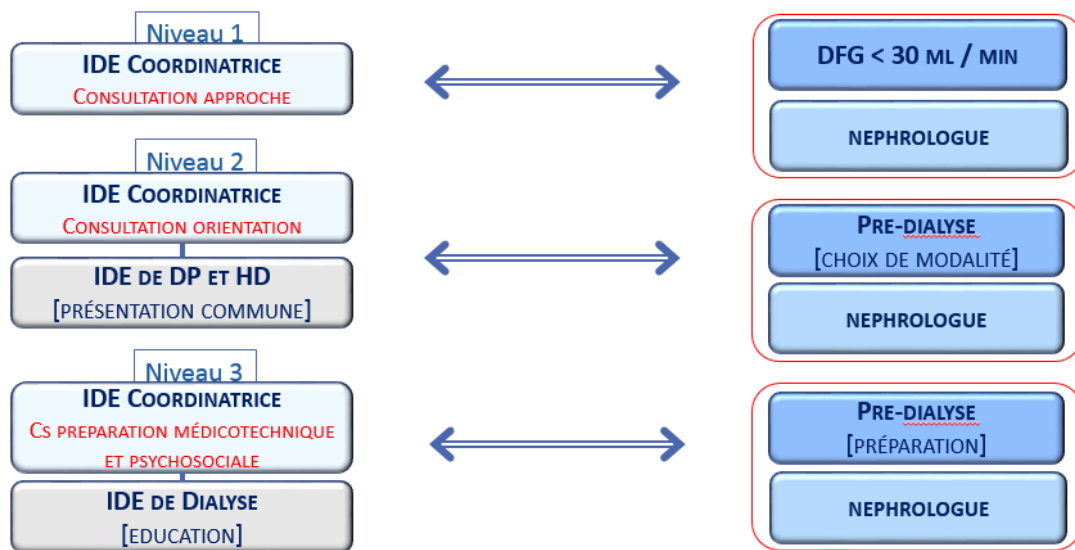 Niveau 1
IDE COORDINATRICE
CONSULTATION APPROCHE
DFG < 30 ML / MIN
NEPHROLOGUE
Niveau 2
IDE COORDINATRICE
CONSULTATION ORIENTATION
IDE DE DP ET HD
[PRÉSENTATION COMMUNE]
PRE-DIALYSE
[CHOIX DE MODALITÉ]
NEPHROLOGUE
Niveau 3
IDE COORDINATRICE
CS PREPARATION MÉDICOTECHNIQUE
ET PSYCHOSOCIALE
IDE DE DIALYSE
[EDUCATION]
PRE-DIALYSE
[PRÉPARATION]
NEPHROLOGUE